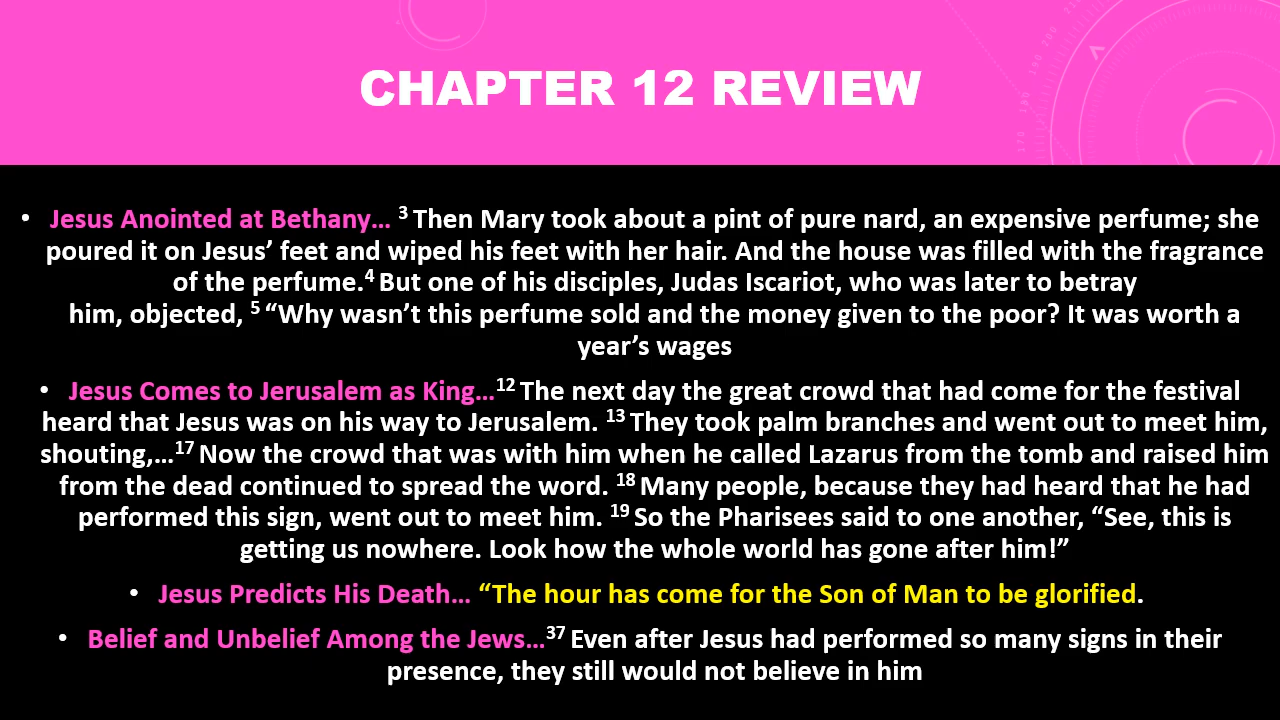 CHAPTER 12 REVIEW
• Jesus Anointed at Bethany… ³ Then Mary took about a pint of pure nard, an expensive perfume; she
poured it on Jesus’ feet and wiped his feet with her hair. And the house was filled with the fragrance
of the perfume.⁴ But one of his disciples, Judas Iscariot, who was later to betray
him, objected, ⁵ “Why wasn’t this perfume sold and the money given to the poor? It was worth a
year’s wages
• Jesus Comes to Jerusalem as King…¹² The next day the great crowd that had come for the festival
heard that Jesus was on his way to Jerusalem. ¹³ They took palm branches and went out to meet him,
shouting,…¹⁷ Now the crowd that was with him when he called Lazarus from the tomb and raised him
from the dead continued to spread the word. ¹⁸ Many people, because they had heard that he had
performed this sign, went out to meet him. ¹⁹ So the Pharisees said to one another, “See, this is
getting us nowhere. Look how the whole world has gone after him!”
• Jesus Predicts His Death… “The hour has come for the Son of Man to be glorified.
• Belief and Unbelief Among the Jews…³⁷ Even after Jesus had performed so many signs in their
presence, they still would not believe in him